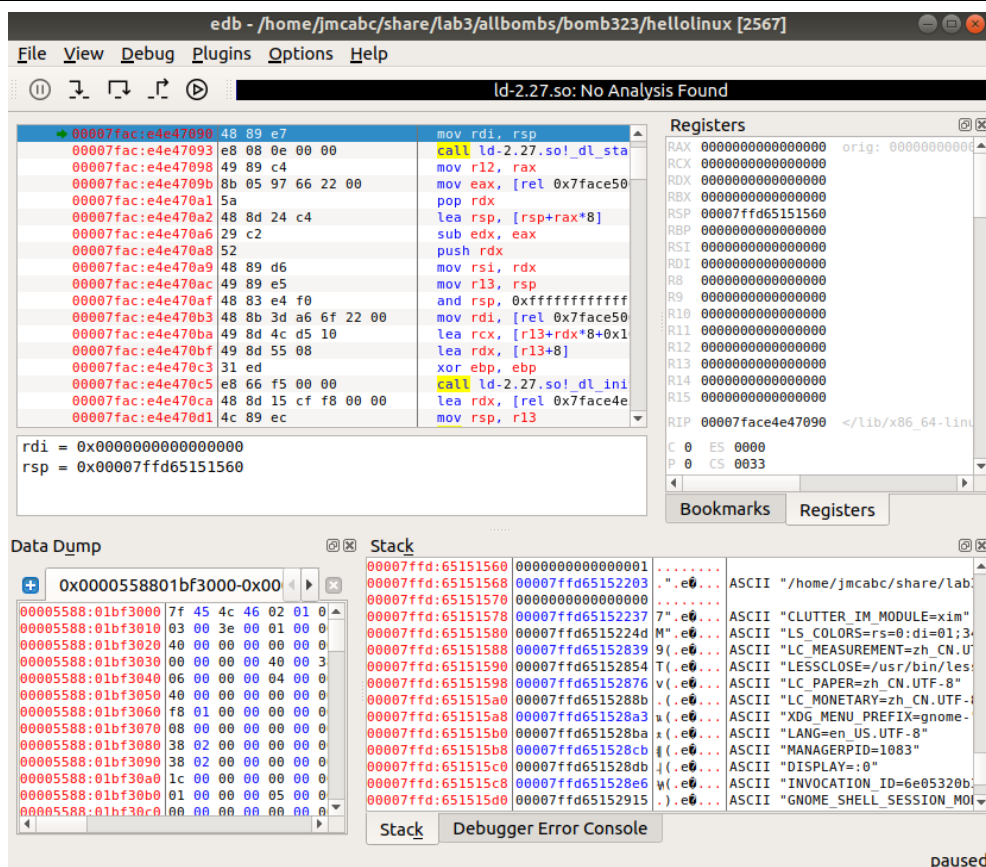 edb - /home/jmcabc/share/lab3/allbombs/bomb323/hellolinux [2567]
File View Debug Plugins Options Help
ld-2.27.so: No Analysis Found
00007fac:e4e47090 48 89 e7 mov rdi, rsp
00007fac:e4e47093 e8 08 0e 00 00 call ld-2.27.so!_dl_sta
00007fac:e4e47098 49 89 c4 mov r12, rax
00007fac:e4e4709b 8b 05 97 66 22 00 mov eax, [rel 0x7face50
00007fac:e4e470a1 5a pop rdx
00007fac:e4e470a2 48 8d 24 c4 lea rsp, [rsp+rax*8]
00007fac:e4e470a6 29 c2 sub edx, eax
00007fac:e4e470a8 52 push rdx
00007fac:e4e470a9 48 89 d6 mov rsi, rdx
00007fac:e4e470ac 49 89 e5 mov r13, rsp
00007fac:e4e470af 48 83 e4 f0 and rsp, 0xffffffffffff
00007fac:e4e470b3 48 8b 3d a6 6f 22 00 mov rdi, [rel 0x7face50
00007fac:e4e470ba 49 8d 4c d5 10 lea rcx, [r13+rdx*8+0x1
00007fac:e4e470bf 49 8d 55 08 lea rdx, [r13+8]
00007fac:e4e470c3 31 ed xor ebp, ebp
00007fac:e4e470c5 e8 66 f5 00 00 call ld-2.27.so!_dl_ini
00007fac:e4e470ca 48 8d 15 cf f8 00 00 lea rdx, [rel 0x7face4e
00007fac:e4e470d1 4c 89 ec mov rsp, r13
rdi = 0x0000000000000000
rsp = 0x00007ffd65151560
Registers
RAX 0000000000000000 orig: 00000000000
RCX 0000000000000000
RDX 0000000000000000
RBX 0000000000000000
RSP 00007ffd65151560
RBP 0000000000000000
RSI 0000000000000000
RDI 0000000000000000
R8 0000000000000000
R9 0000000000000000
R10 0000000000000000
R11 0000000000000000
R12 0000000000000000
R13 0000000000000000
R14 0000000000000000
R15 0000000000000000
RIP 00007face4e47090 </lib/x86_64-linu
C 0 ES 0000
P 0 CS 0033
Bookmarks Registers
Data Dump
0x0000558801bf3000-0x00
00005588:01bf3000 7f 45 4c 46 02 01 0
00005588:01bf3010 03 00 3e 00 01 00 0
00005588:01bf3020 40 00 00 00 00 00 0
00005588:01bf3030 00 00 00 00 40 00 3
00005588:01bf3040 06 00 00 00 04 00 0
00005588:01bf3050 40 00 00 00 00 00 0
00005588:01bf3060 f8 01 00 00 00 00 0
00005588:01bf3070 08 00 00 00 00 00 0
00005588:01bf3080 38 02 00 00 00 00 0
00005588:01bf3090 38 02 00 00 00 00 0
00005588:01bf30a0 1c 00 00 00 00 00 0
00005588:01bf30b0 01 00 00 00 05 00 0
00005588:01bf30c0 00 00 00 00 00 00 0
Stack
00007ffd:65151560 0000000000000001 ........
00007ffd:65151568 00007ffd65152203 ASCII "/home/jmcabc/share/lab
00007ffd:65151570 0000000000000000 ........
00007ffd:65151578 00007ffd65152237 ASCII "CLUTTER_IM_MODULE=xim"
00007ffd:65151580 00007ffd6515224d ASCII "LS_COLORS=rs=0:di=01;34
00007ffd:65151588 00007ffd65152839 ASCII "LC_MEASUREMENT=zh_CN.UT
00007ffd:65151590 00007ffd65152854 ASCII "LESSCLOSE=/usr/bin/less
00007ffd:65151598 00007ffd65152876 ASCII "LC_PAPER=zh_CN.UTF-8"
00007ffd:651515a0 00007ffd6515288b ASCII "LC_MONETARY=zh_CN.UTF-8
00007ffd:651515a8 00007ffd651528a3 ASCII "XDG_MENU_PREFIX=gnome-"
00007ffd:651515b0 00007ffd651528ba ASCII "LANG=en_US.UTF-8"
00007ffd:651515b8 00007ffd651528cb ASCII "MANAGERPID=1083"
00007ffd:651515c0 00007ffd651528db ASCII "DISPLAY=:0"
00007ffd:651515c8 00007ffd651528e6 ASCII "INVOCATION_ID=6e05320b
00007ffd:651515d0 00007ffd65152915 ASCII "GNOME_SHELL_SESSION_MO
Stack Debugger Error Console
paused